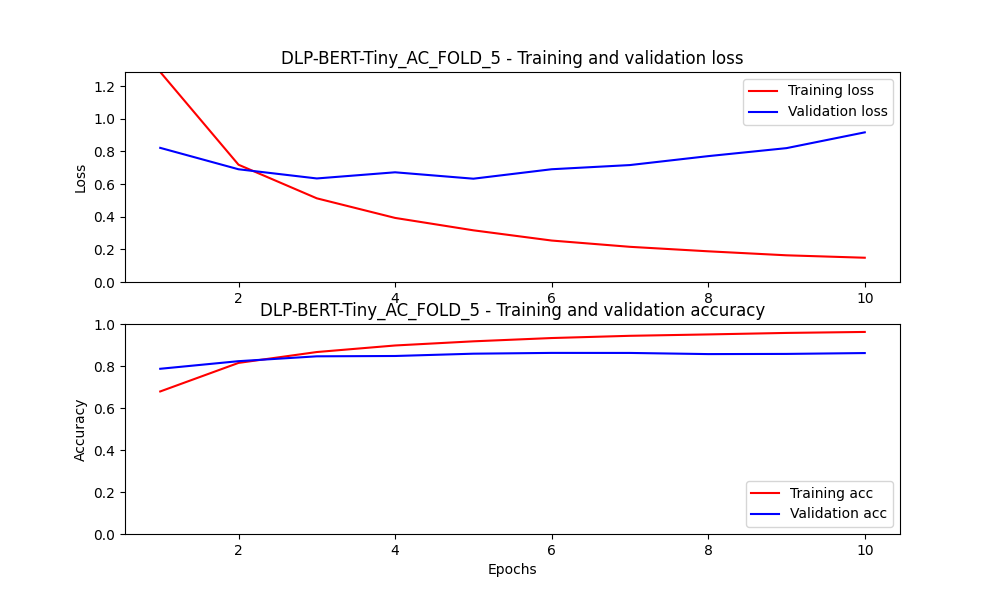 DLP-BERT-Tiny_AC_FOLD_5 - Training and validation loss
1.2
1.0
0.8
0.6
0.4
0.2
0.0
Loss
Training loss
Validation loss
2
4
6
8
10
DLP-BERT-Tiny_AC_FOLD_5 - Training and validation accuracy
1.0
0.8
0.6
0.4
0.2
0.0
Accuracy
Training acc
Validation acc
2
4
6
8
10
Epochs